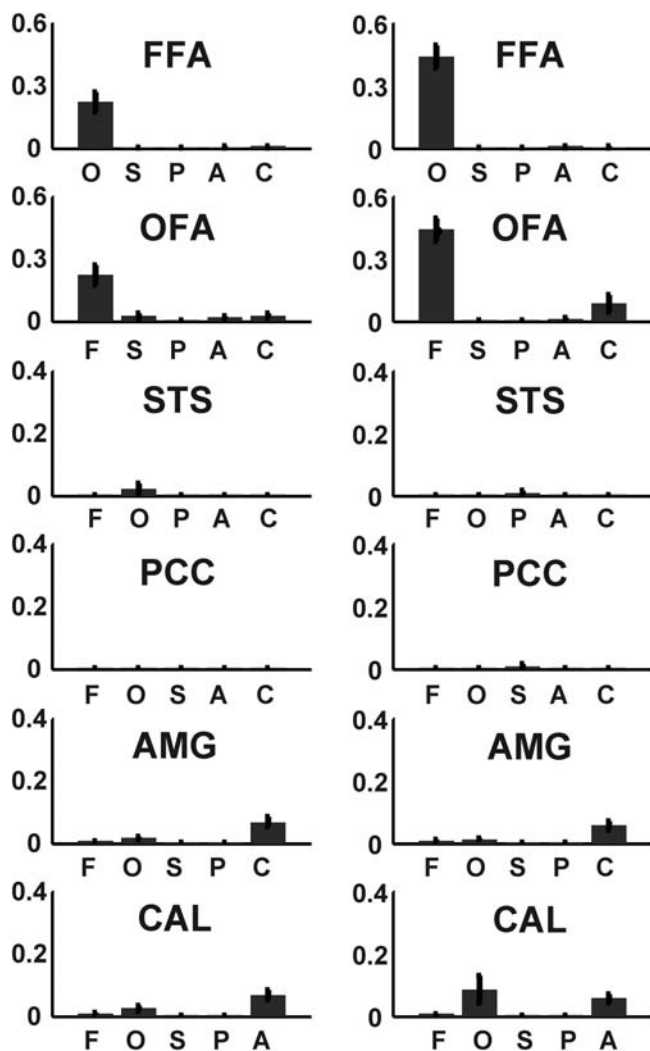 0.6 FFA 0.6 FFA
0.3 0.3
0 0
O S P A C O S P A C
0.6 OFA 0.6 OFA
0.3 0.3
0 0
F S P A C F S P A C
0.4 STS 0.4 STS
0.2 0.2
0 0
F O P A C F O P A C
0.4 PCC 0.4 PCC
0.2 0.2
0 0
F O S A C F O S A C
0.4 AMG 0.4 AMG
0.2 0.2
0 0
F O S P C F O S P C
0.4 CAL 0.4 CAL
0.2 0.2
0 0
F O S P A F O S P A